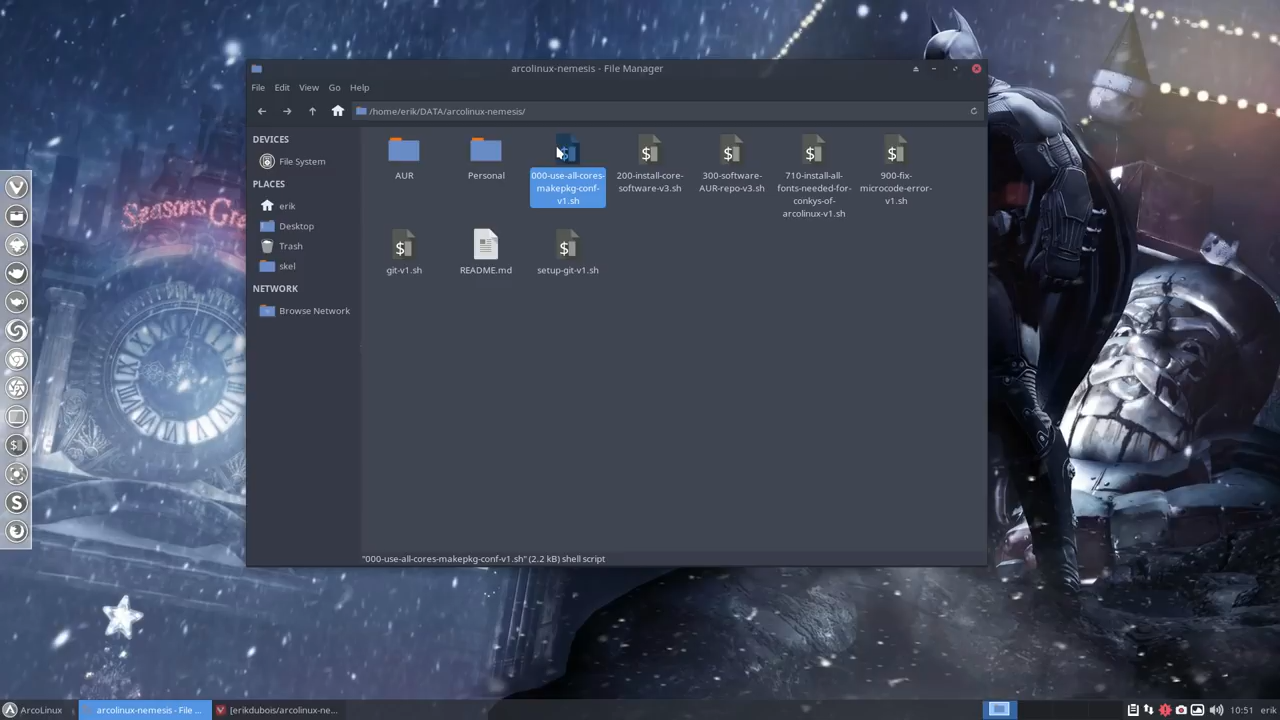 arcolinux-nemesis - File Manager
File Edit View Go Help
/home/erik/DATA/arcolinux-nemesis/
DEVICES
File System
PLACES
erik
Desktop
Trash
skel
NETWORK
Browse Network
AUR
Personal
000-use-all-cores-
makepkg-conf-
v1.sh
200-install-core-
software-v3.sh
300-software-
AUR-repo-v3.sh
710-install-all-
fonts-needed-for-
conkys-of-
arcolinux-v1.sh
900-fix-
microcode-error-
v1.sh
git-v1.sh
README.md
setup-git-v1.sh
"000-use-all-cores-makepkg-conf-v1.sh" (2.2 kB) shell script
Seasons Gre
ArcoLinux
arcolinux-nemesis - File ...
[erikdubois/arcolinux-ne...
10:51
erik